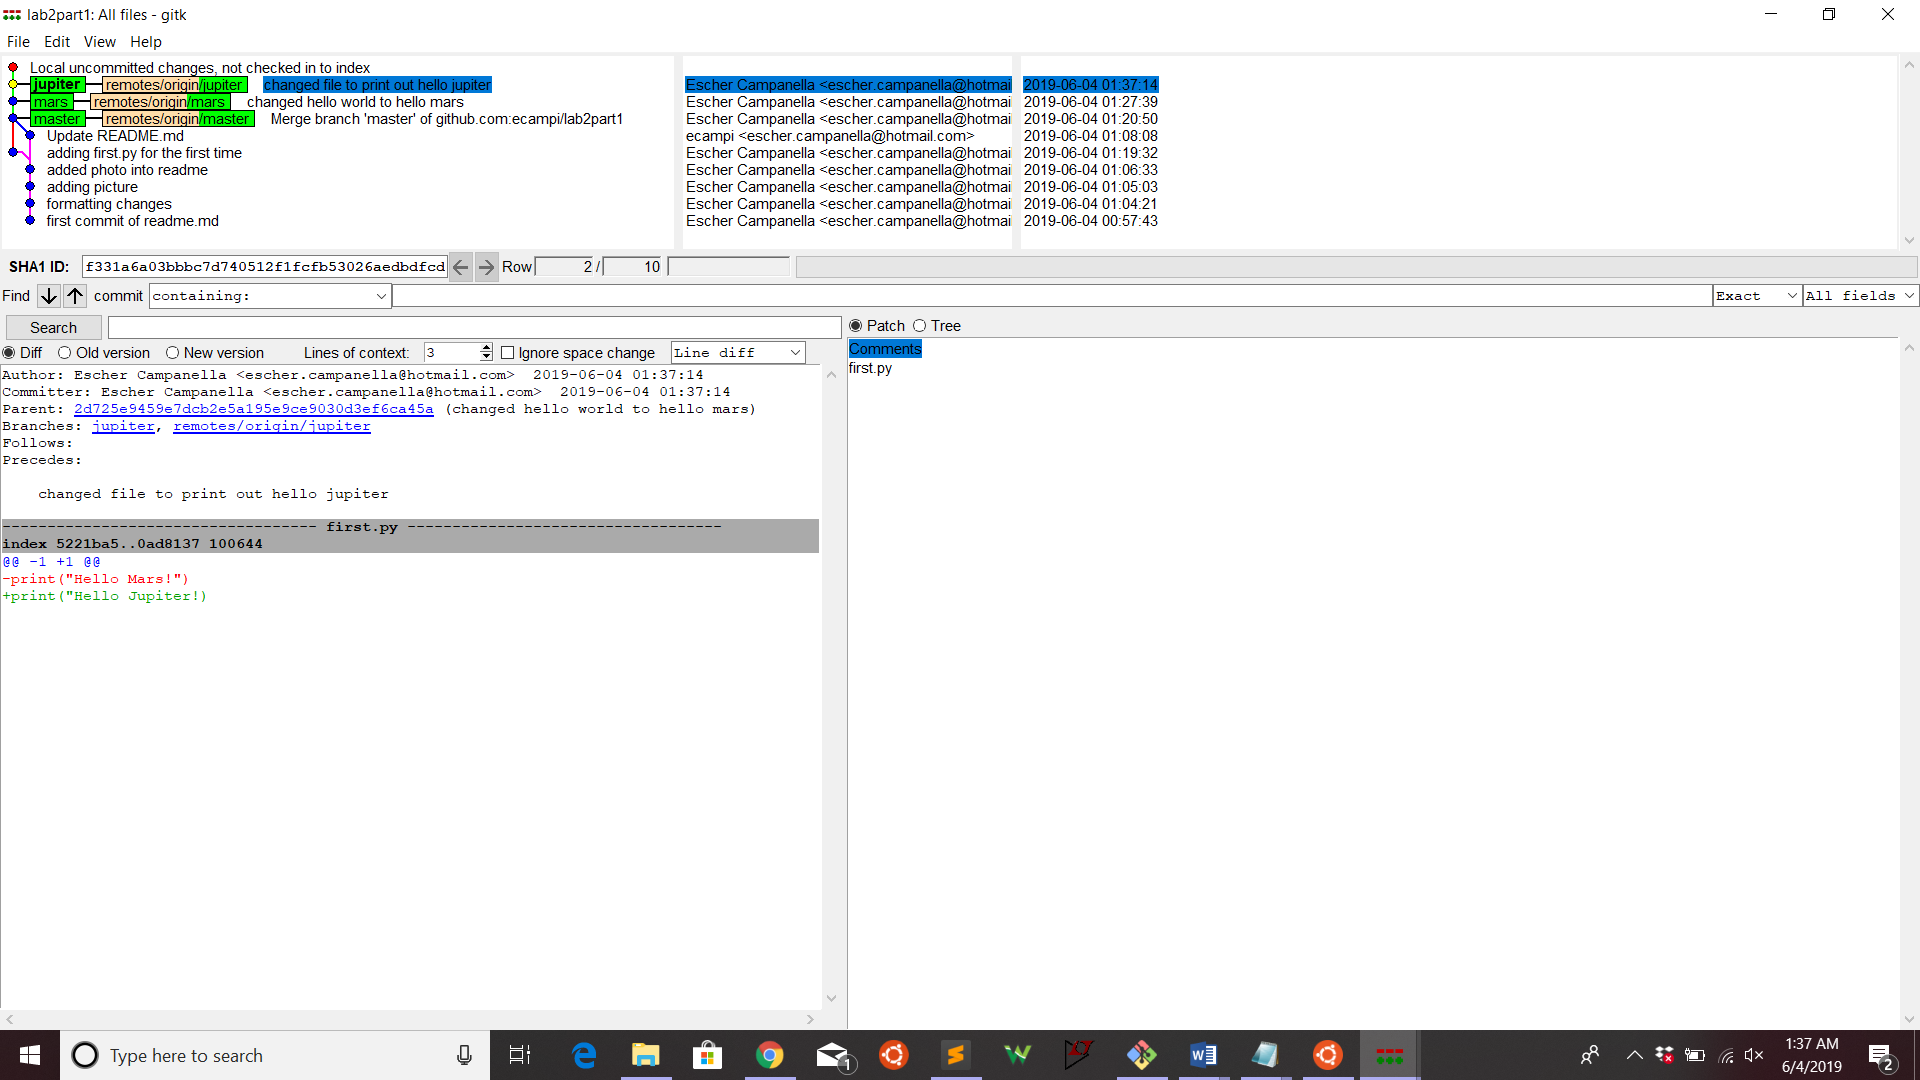 lab2part1: All files - gitk
File Edit View Help
Local uncommitted changes, not checked in to index
jupiter remotes/origin/jupiter changed file to print out hello jupiter Escher Campanella <escher.campanella@hotmai 2019-06-04 01:37:14
mars remotes/origin/mars changed hello world to hello mars Escher Campanella <escher.campanella@hotmai 2019-06-04 01:27:39
master remotes/origin/master Merge branch 'master' of github.com:ecampi/lab2part1 Escher Campanella <escher.campanella@hotmai 2019-06-04 01:20:50
Update README.md ecampi <escher.campanella@hotmail.com> 2019-06-04 01:08:08
adding first.py for the first time Escher Campanella <escher.campanella@hotmai 2019-06-04 01:19:32
added photo into readme Escher Campanella <escher.campanella@hotmai 2019-06-04 01:06:33
adding picture Escher Campanella <escher.campanella@hotmai 2019-06-04 01:05:03
formatting changes Escher Campanella <escher.campanella@hotmai 2019-06-04 01:04:21
first commit of readme.md Escher Campanella <escher.campanella@hotmai 2019-06-04 00:57:43
SHA1 ID: f331a6a03bbbc7d740512f1fcfb53026aedbdfcd Row 2 / 10
Find commit containing: Exact All fields
Search Patch Tree
Diff Old version New version Lines of context: 3 Ignore space change Line diff
Comments
first.py
Author: Escher Campanella <escher.campanella@hotmail.com> 2019-06-04 01:37:14
Committer: Escher Campanella <escher.campanella@hotmail.com> 2019-06-04 01:37:14
Parent: 2d725e9459e7dcb2e5a195e9ce9030d3ef6ca45a (changed hello world to hello mars)
Branches: jupiter, remotes/origin/jupiter
Follows:
Precedes:
changed file to print out hello jupiter
----------------------------------- first.py -----------------------------------
index 5221ba5..0ad8137 100644
@@ -1 +1 @@
-print("Hello Mars!")
+print("Hello Jupiter!)
Type here to search
1
1:37 AM
6/4/2019
2